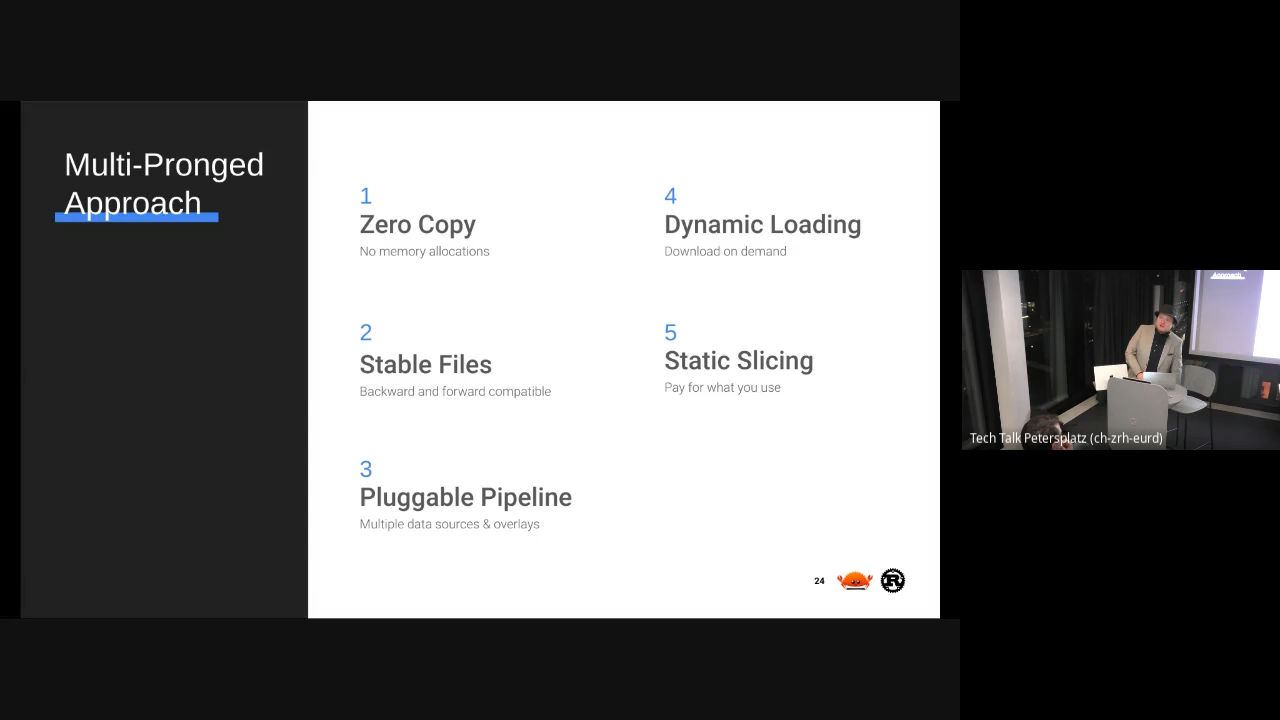 Multi-Pronged
Approach
1
Zero Copy
No memory allocations
2
Stable Files
Backward and forward compatible
3
Pluggable Pipeline
Multiple data sources & overlays
4
Dynamic Loading
Download on demand
5
Static Slicing
Pay for what you use
24
R
Approach
Tech Talk Petersplatz (ch-zrh-eurd)